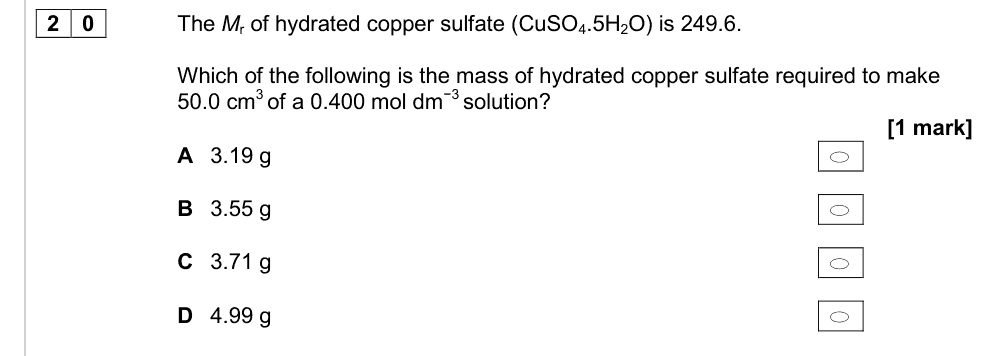 2 0 The Mᵣ of hydrated copper sulfate (CuSO₄.5H₂O) is 249.6.
Which of the following is the mass of hydrated copper sulfate required to make
50.0 cm³ of a 0.400 mol dm⁻³ solution?
[1 mark]
A 3.19 g
B 3.55 g
C 3.71 g
D 4.99 g